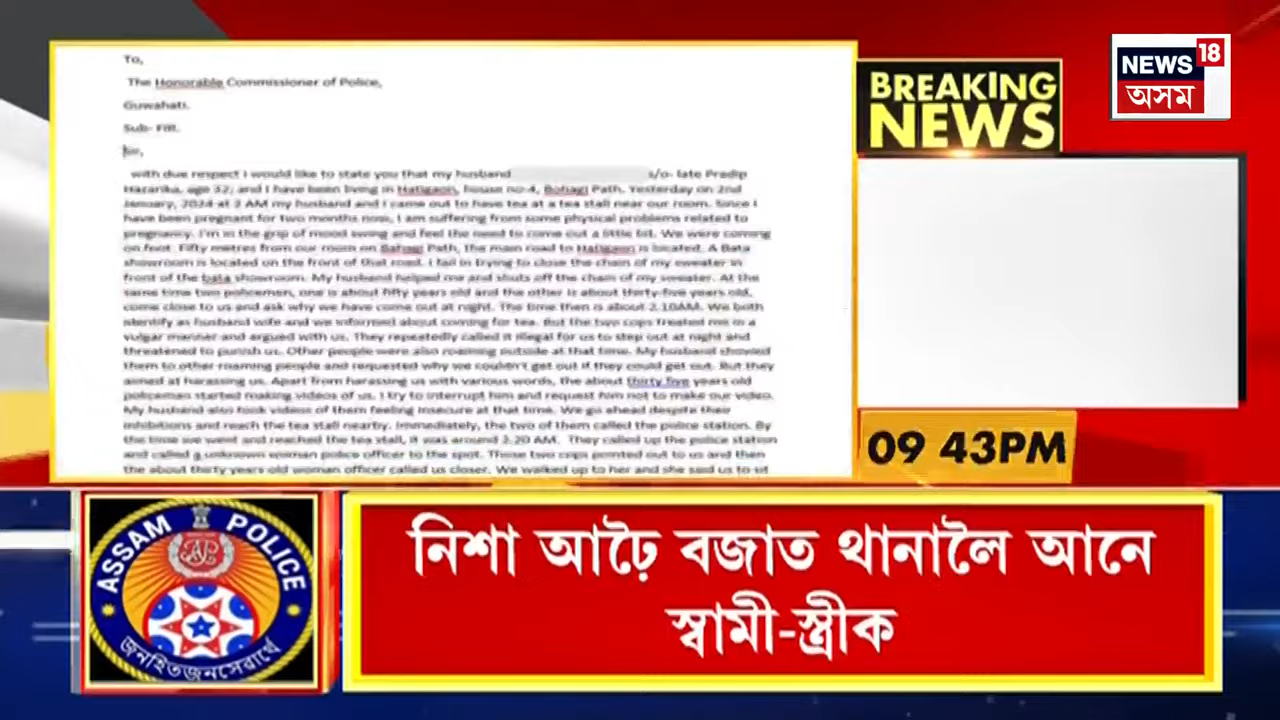 To,
The Honorable Commissioner of Police,
Guwahati.
Sub- FIR.
Sir,
with due respect I would like to state you that my husband s/o- late Pradip
Hazarika, age 32; and I have been living in Hatigaon, house no-4, Bohagi Path. Yesterday on 2nd
January, 2024 at 2 AM my husband and I came out to have tea at a tea stall near our room. Since I
have been pregnant for two months now, I am suffering from some physical problems related to
pregnancy. I'm in the grip of mood swing and feel the need to come out a little bit. We were coming
on foot. Fifty metres from our room on Bohagi Path, the main road to Hatigaon is located. A Bata
showroom is located on the front of that road. I fail in trying to close the chain of my sweater in
front of the bata showroom. My husband helped me and shuts off the chain of my sweater. At the
same time two policemen, one is about fifty years old and the other is about thirty-five years old,
come close to us and ask why we have come out at night. The time then is about 2.10AM. We both
identify as husband wife and we informed about coming for tea. But the two cops treated me in a
vulgar manner and argued with us. They repeatedly called it illegal for us to step out at night and
threatened to punish us. Other people were also roaming outside at that time. My husband showed
them to other roaming people and requested why we couldn't get out if they could get out. But they
aimed at harassing us. Apart from harassing us with various words, the about thirty five years old
policeman started making videos of us. I try to interrupt him and request him not to make our video.
My husband also took videos of them feeling insecure at that time. We go ahead despite their
inhibitions and reach the tea stall nearby. Immediately, the two of them called the police station. By
the time we went and reached the tea stall, it was around 2.20 AM. They called up the police station
and called g unknown woman police officer to the spot. Those two cops pointed out to us and then
the about thirty years old woman officer called us closer. We walked up to her and she said us to sit
BREAKING
NEWS
NEWS 18
অসম
09 43PM
ASSAM POLICE
জনহিতজনসেৱাৰ্থে
নিশা আঢ়ৈ বজাত থানালৈ আনে
স্বামী-স্ত্ৰীক